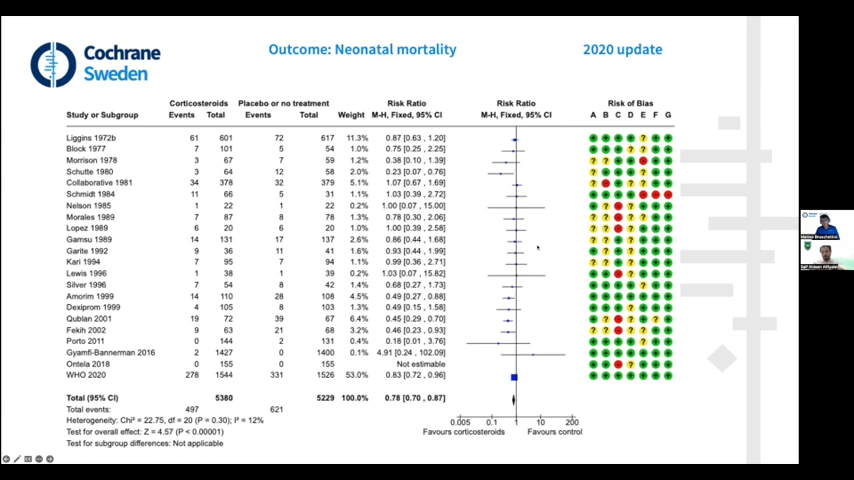 Cochrane
Sweden
Outcome: Neonatal mortality
2020 update
Corticosteroids Placebo or no treatment Risk Ratio Risk Ratio Risk of Bias
Study or Subgroup Events Total Events Total Weight M-H, Fixed, 95% CI M-H, Fixed, 95% CI A B C D E F G
Liggins 1972b 61 601 72 617 11.3% 0.87 [0.63 , 1.20]
Block 1977 7 101 5 54 1.0% 0.75 [0.25 , 2.25]
Morrison 1978 3 67 7 59 1.2% 0.38 [0.10 , 1.39]
Schutte 1980 3 64 12 58 2.0% 0.23 [0.07 , 0.76]
Collaborative 1981 34 378 32 379 5.1% 1.07 [0.67 , 1.69]
Schmidt 1984 11 66 5 31 1.1% 1.03 [0.39 , 2.72]
Nelson 1985 1 22 1 22 0.2% 1.00 [0.07 , 15.00]
Morales 1989 7 87 8 78 1.3% 0.78 [0.30 , 2.06]
Lopez 1989 6 20 6 20 1.0% 1.00 [0.39 , 2.58]
Gamsu 1989 14 131 17 137 2.6% 0.86 [0.44 , 1.68]
Garite 1992 9 36 11 41 1.6% 0.93 [0.44 , 1.99]
Kari 1994 7 95 7 94 1.1% 0.99 [0.36 , 2.71]
Lewis 1996 1 38 1 39 0.2% 1.03 [0.07 , 15.82]
Silver 1996 7 54 8 42 1.4% 0.68 [0.27 , 1.73]
Amorim 1999 14 110 28 108 4.5% 0.49 [0.27 , 0.88]
Dexiprom 1999 4 105 8 103 1.3% 0.49 [0.15 , 1.58]
Qublan 2001 19 72 39 67 6.4% 0.45 [0.29 , 0.70]
Fekih 2002 9 63 21 68 3.2% 0.46 [0.23 , 0.93]
Porto 2011 0 144 2 131 0.4% 0.18 [0.01 , 3.76]
Gyamfi-Bannerman 2016 2 1427 0 1400 0.1% 4.91 [0.24 , 102.09]
Ontela 2018 0 155 0 155 Not estimable
WHO 2020 278 1544 331 1526 53.0% 0.83 [0.72 , 0.96]
Total (95% CI) 5380 5229 100.0% 0.78 [0.70 , 0.87]
Total events: 497 621
Heterogeneity: Chi² = 22.75, df = 20 (P = 0.30); I² = 12%
Test for overall effect: Z = 4.57 (P < 0.00001)
Test for subgroup differences: Not applicable
0.005 0.1 1 10 200
Favours corticosteroids Favours control